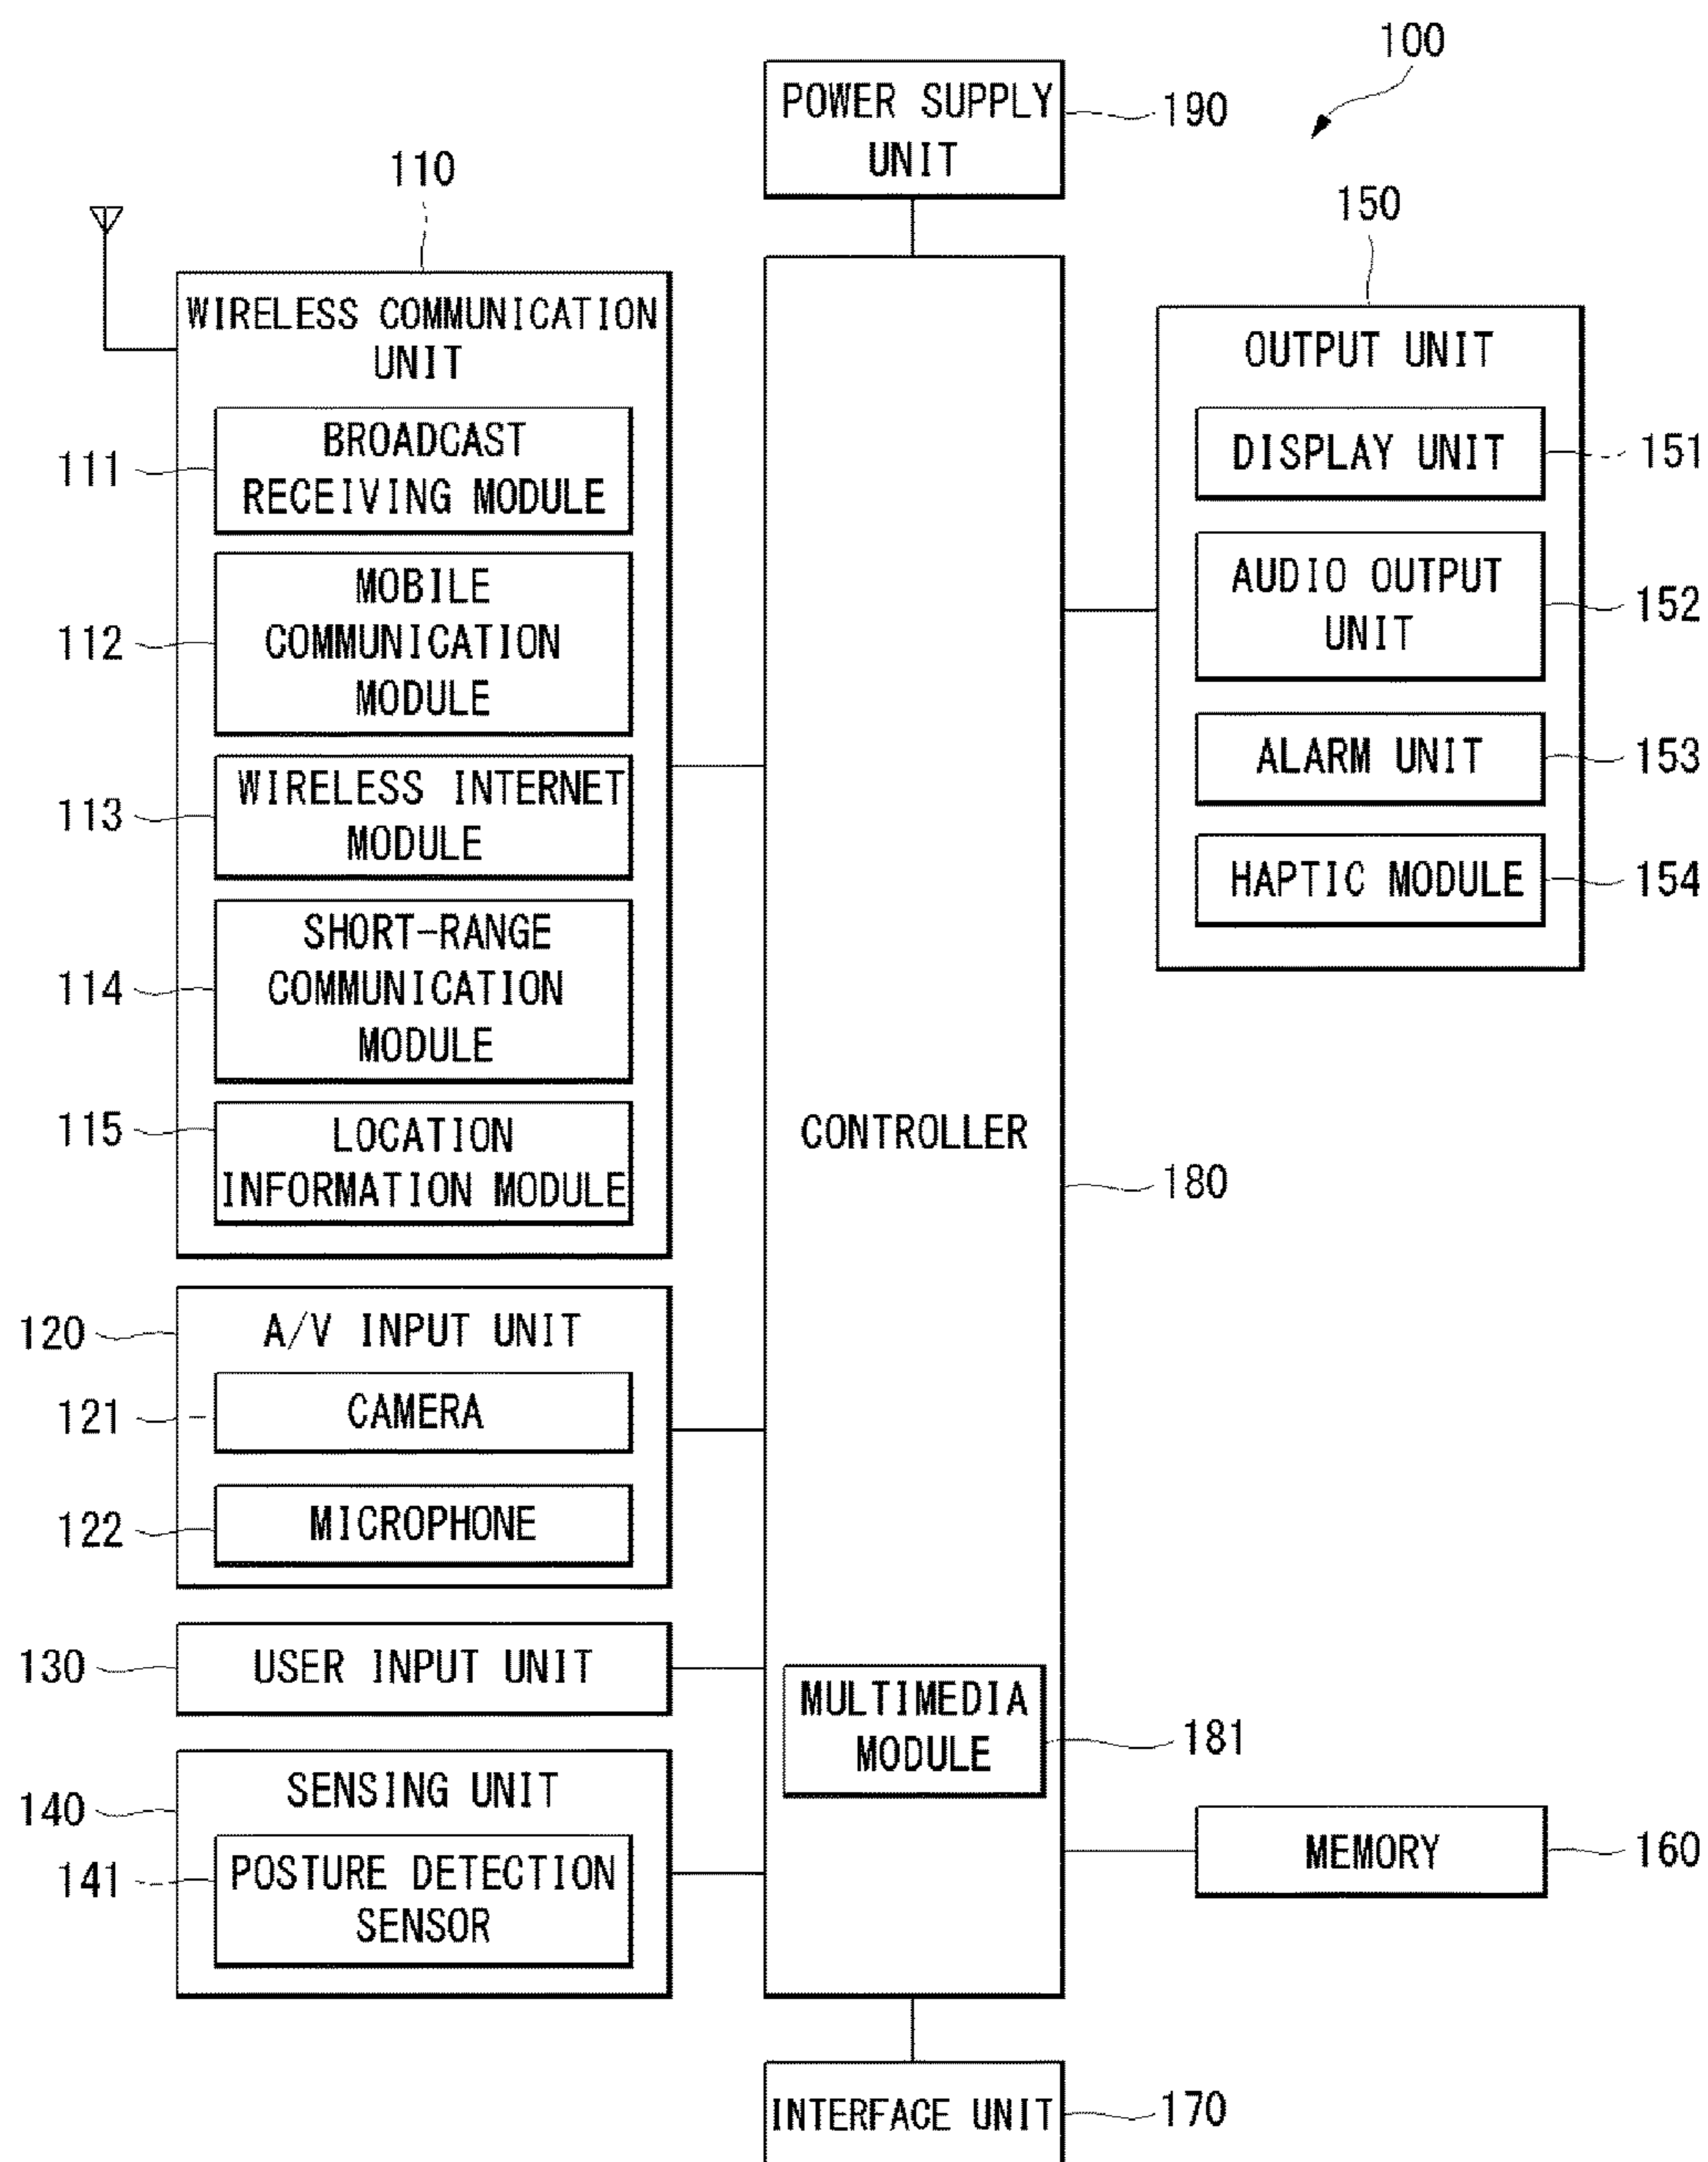 100
POWER SUPPLY
UNIT
190
110
WIRELESS COMMUNICATION
UNIT
111
BROADCAST
RECEIVING MODULE
112
MOBILE
COMMUNICATION
MODULE
113
WIRELESS INTERNET
MODULE
114
SHORT-RANGE
COMMUNICATION
MODULE
115
LOCATION
INFORMATION MODULE
120
A/V INPUT UNIT
121
CAMERA
122
MICROPHONE
130
USER INPUT UNIT
140
SENSING UNIT
141
POSTURE DETECTION
SENSOR
CONTROLLER
180
MULTIMEDIA
MODULE
181
150
OUTPUT UNIT
DISPLAY UNIT
151
AUDIO OUTPUT
UNIT
152
ALARM UNIT
153
HAPTIC MODULE
154
MEMORY
160
INTERFACE UNIT
170